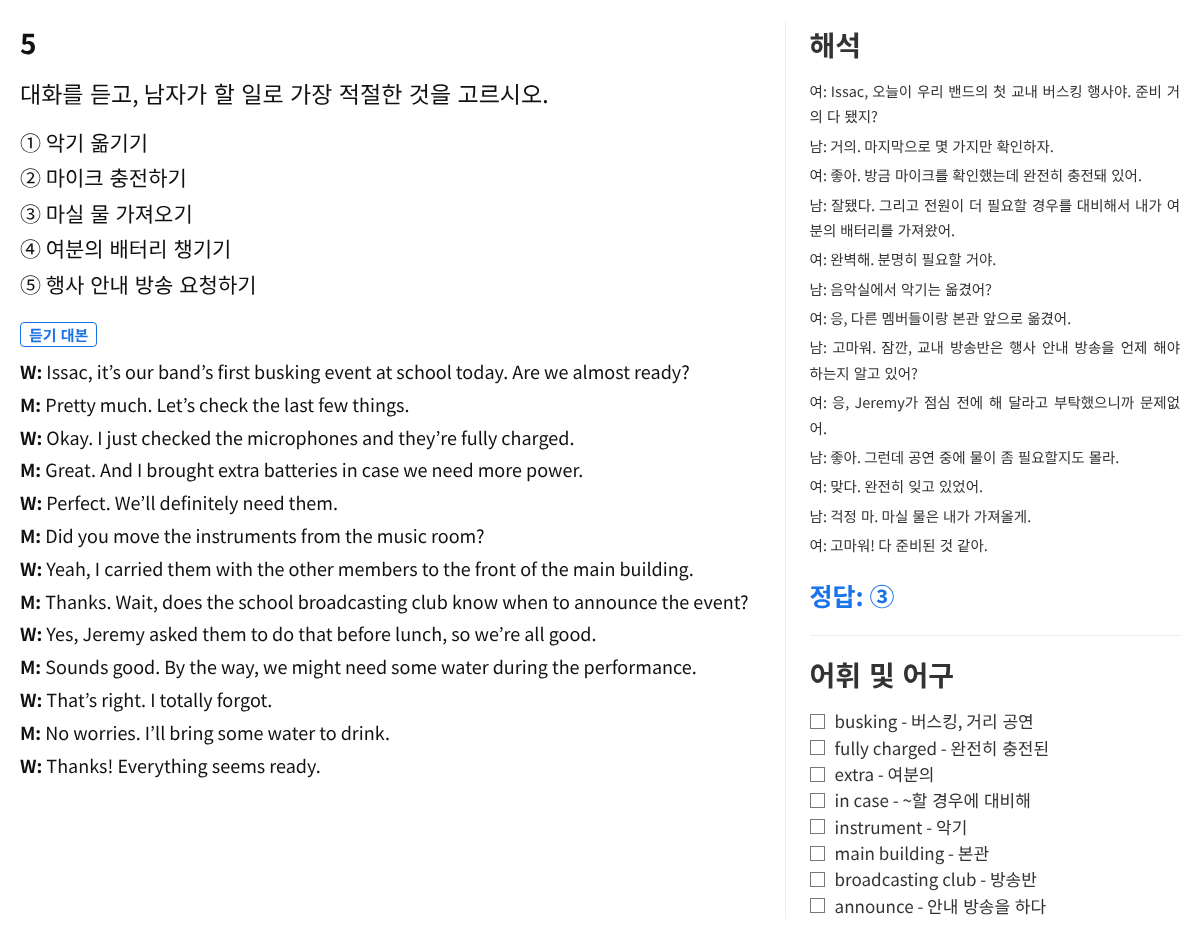 5
대화를 듣고, 남자가 할 일로 가장 적절한 것을 고르시오.
① 악기 옮기기
② 마이크 충전하기
③ 마실 물 가져오기
④ 여분의 배터리 챙기기
⑤ 행사 안내 방송 요청하기
듣기 대본
W: Issac, it’s our band’s first busking event at school today. Are we almost ready?
M: Pretty much. Let’s check the last few things.
W: Okay. I just checked the microphones and they’re fully charged.
M: Great. And I brought extra batteries in case we need more power.
W: Perfect. We’ll definitely need them.
M: Did you move the instruments from the music room?
W: Yeah, I carried them with the other members to the front of the main building.
M: Thanks. Wait, does the school broadcasting club know when to announce the event?
W: Yes, Jeremy asked them to do that before lunch, so we’re all good.
M: Sounds good. By the way, we might need some water during the performance.
W: That’s right. I totally forgot.
M: No worries. I’ll bring some water to drink.
W: Thanks! Everything seems ready.
해석
여: Issac, 오늘이 우리 밴드의 첫 교내 버스킹 행사야. 준비 거
의 다 됐지?
남: 거의. 마지막으로 몇 가지만 확인하자.
여: 좋아. 방금 마이크를 확인했는데 완전히 충전돼 있어.
남: 잘됐다. 그리고 전원이 더 필요할 경우를 대비해서 내가 여
분의 배터리를 가져왔어.
여: 완벽해. 분명히 필요할 거야.
남: 음악실에서 악기는 옮겼어?
여: 응, 다른 멤버들이랑 본관 앞으로 옮겼어.
남: 고마워. 잠깐, 교내 방송반은 행사 안내 방송을 언제 해야
하는지 알고 있어?
여: 응, Jeremy가 점심 전에 해 달라고 부탁했으니까 문제없
어.
남: 좋아. 그런데 공연 중에 물이 좀 필요할지도 몰라.
여: 맞다. 완전히 잊고 있었어.
남: 걱정 마. 마실 물은 내가 가져올게.
여: 고마워! 다 준비된 것 같아.
정답: ③
어휘 및 어구
busking - 버스킹, 거리 공연
fully charged - 완전히 충전된
extra - 여분의
in case - ~할 경우에 대비해
instrument - 악기
main building - 본관
broadcasting club - 방송반
announce - 안내 방송을 하다